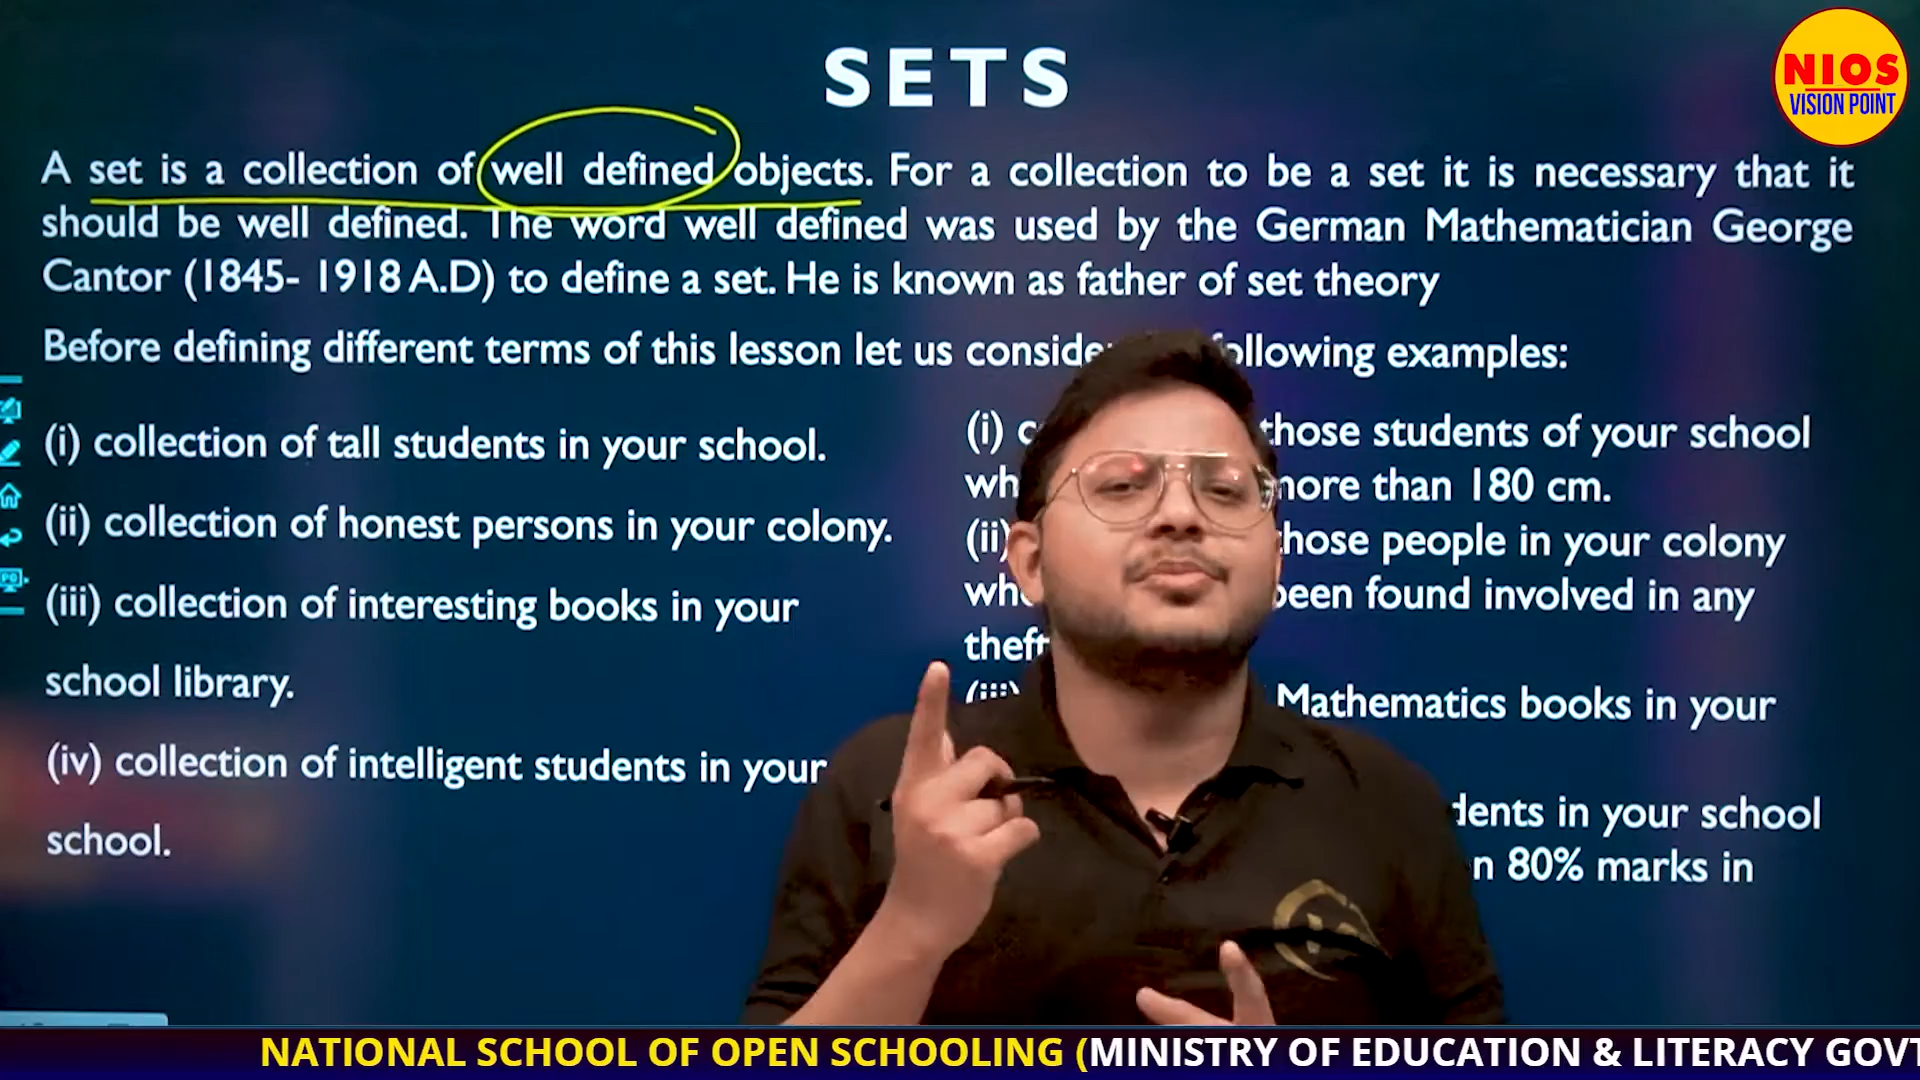 SETS
NIOS
VISION POINT
A set is a collection of well defined objects. For a collection to be a set it is necessary that it
should be well defined. The word well defined was used by the German Mathematician George
Cantor (1845- 1918 A.D) to define a set. He is known as father of set theory
Before defining different terms of this lesson let us following examples:
(i) collection of tall students in your school.
(ii) collection of honest persons in your colony.
(iii) collection of interesting books in your
school library.
(iv) collection of intelligent students in your
school.
(i) those students of your school
more than 180 cm.
(ii) those people in your colony
been found involved in any
theft
(iii) Mathematics books in your
in your school
80% marks in
NATIONAL SCHOOL OF OPEN SCHOOLING (MINISTRY OF EDUCATION & LITERACY GOVT